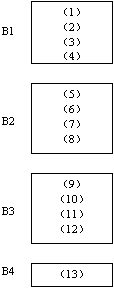 (1)
B1 (2)
(3)
(4)
(5)
B2 (6)
(7)
(8)
(9)
B3 (10)
(11)
(12)
B4 (13)